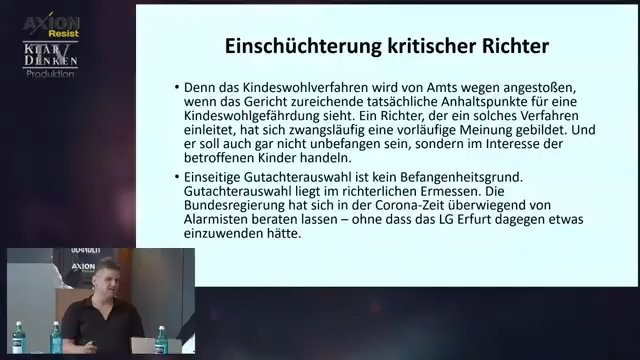 AXION
Resist
KLAR
DENKEN
TV
Produktion
Einschüchterung kritischer Richter
• Denn das Kindeswohlverfahren wird von Amts wegen angestoßen,
wenn das Gericht zureichende tatsächliche Anhaltspunkte für eine
Kindeswohlgefährdung sieht. Ein Richter, der ein solches Verfahren
einleitet, hat sich zwangsläufig eine vorläufige Meinung gebildet. Und
er soll auch gar nicht unbefangen sein, sondern im Interesse der
betroffenen Kinder handeln.
• Einseitige Gutachterauswahl ist kein Befangenheitsgrund.
Gutachterauswahl liegt im richterlichen Ermessen. Die
Bundesregierung hat sich in der Corona-Zeit überwiegend von
Alarmisten beraten lassen – ohne dass das LG Erfurt dagegen etwas
einzuwenden hätte.
AXION